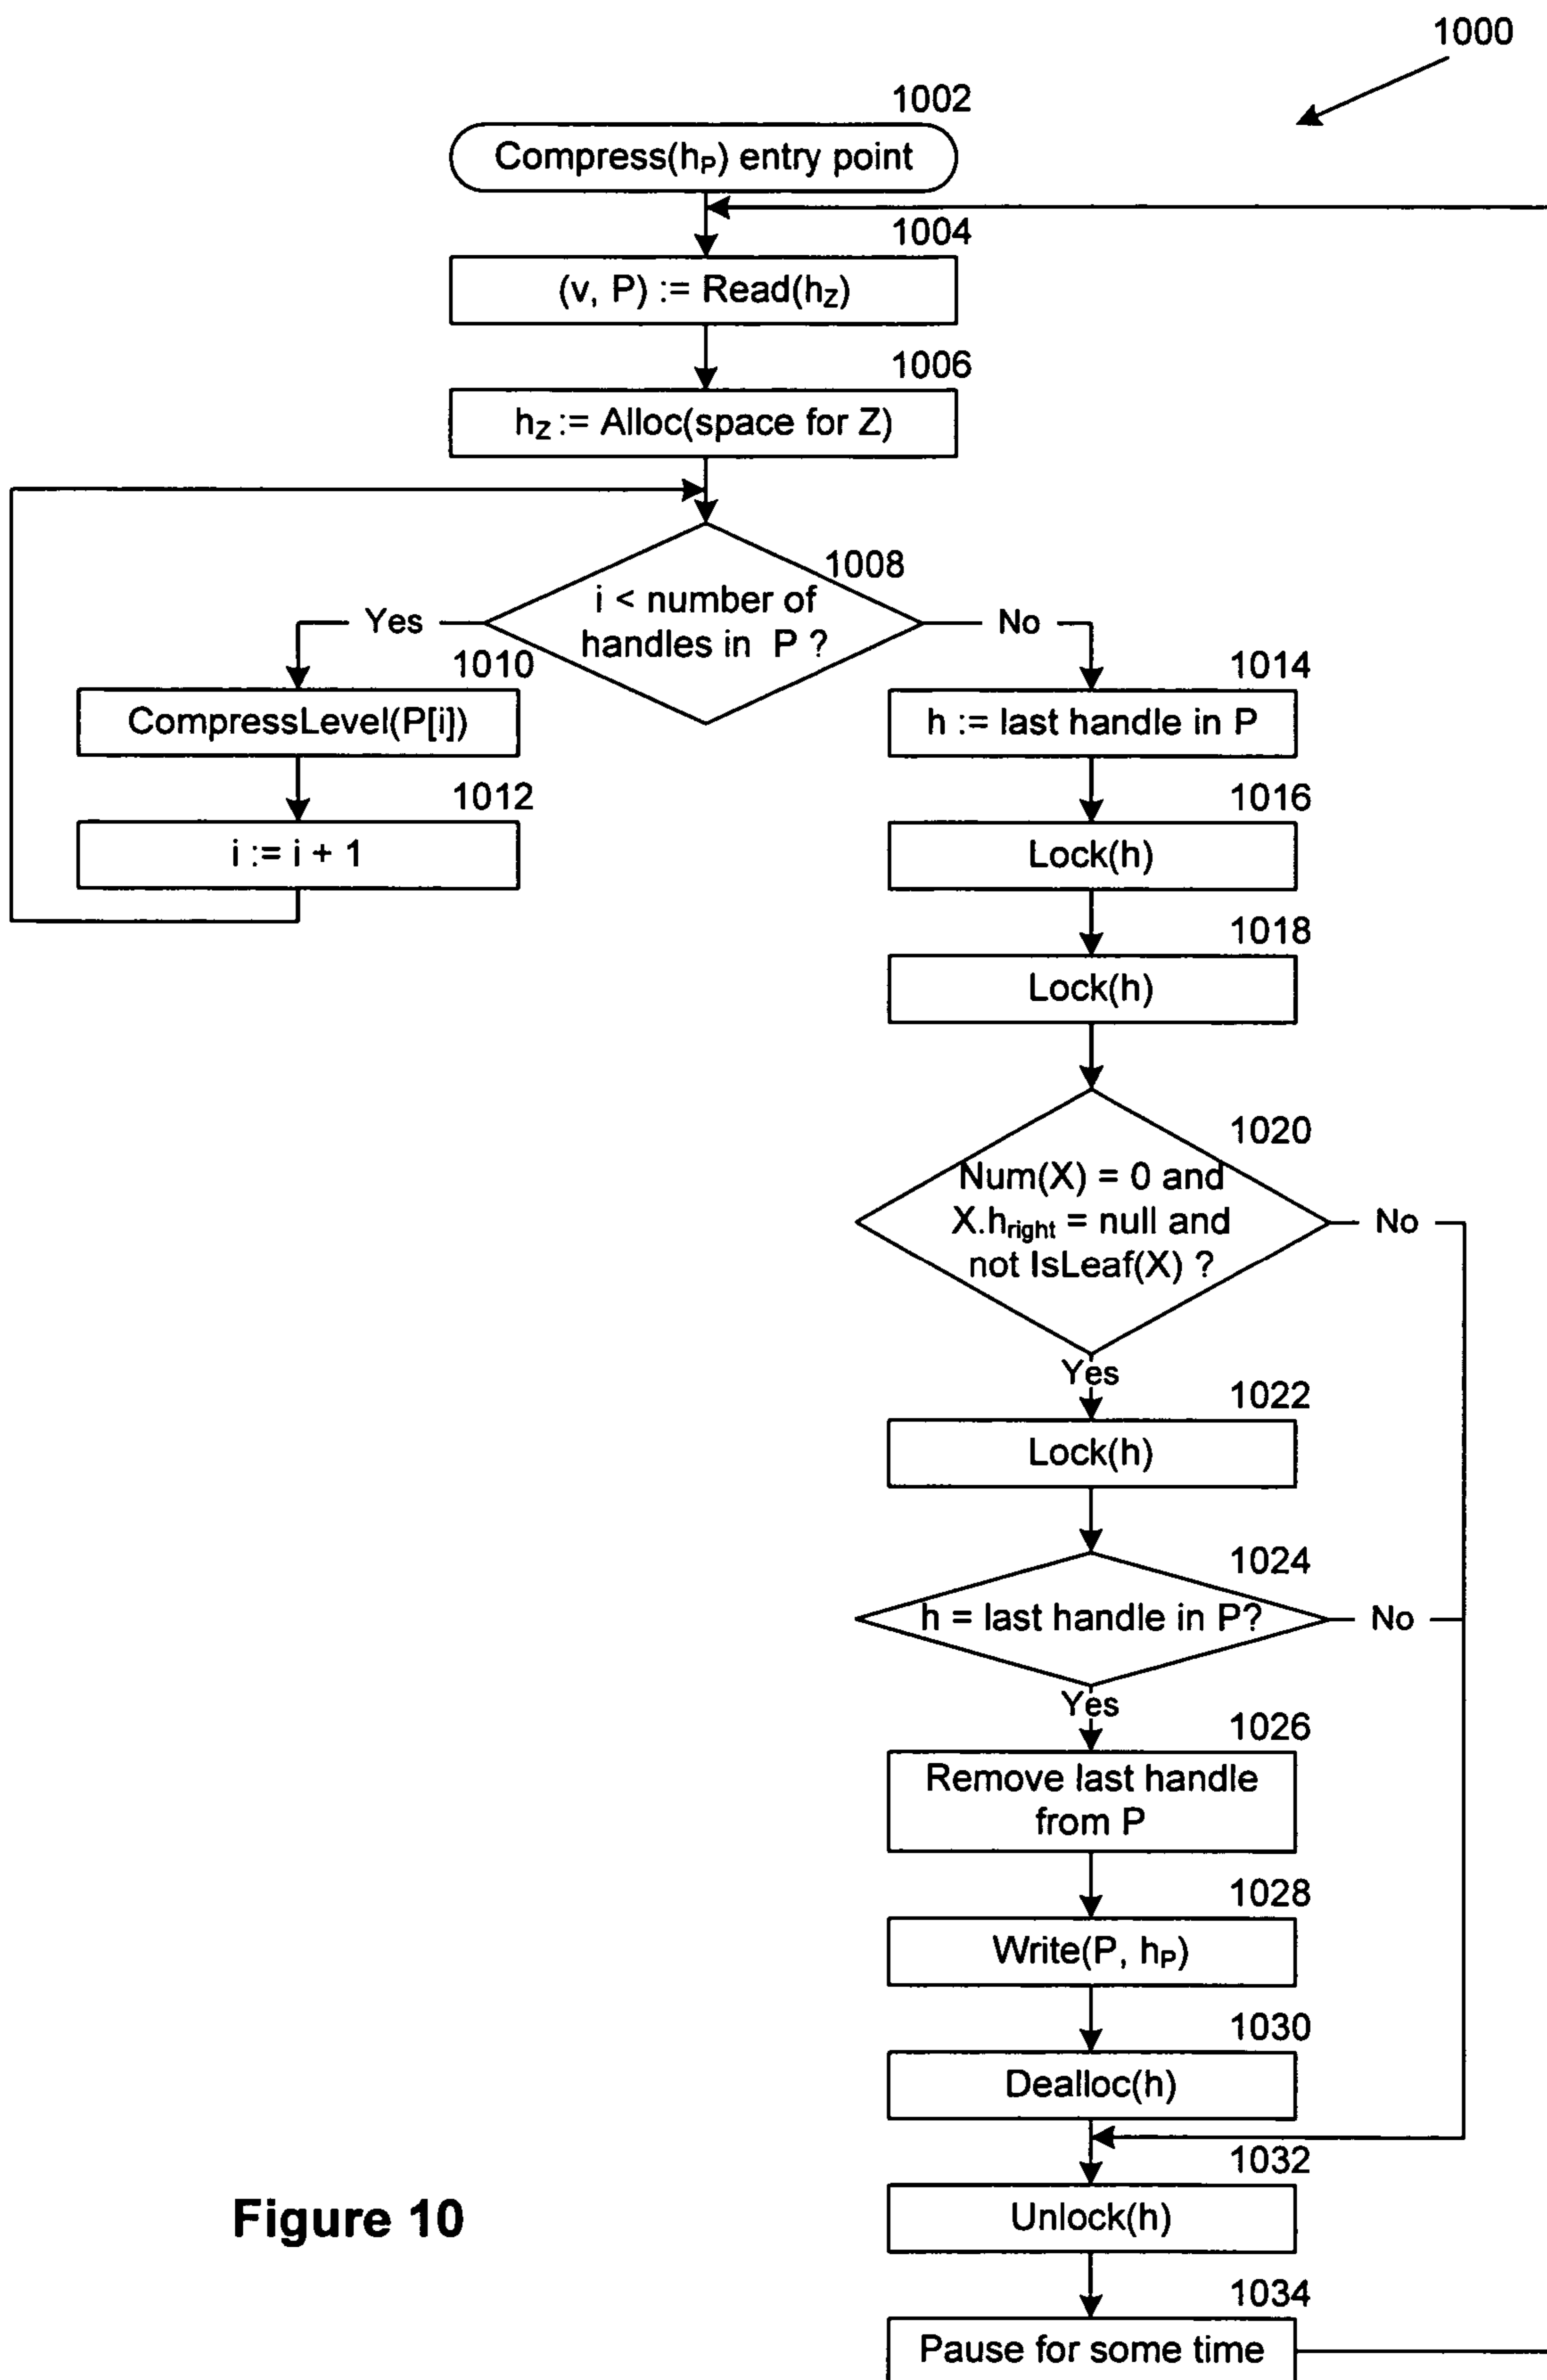 1000
1002
Compress(hP) entry point
1004
(v, P) := Read(hZ)
1006
hZ := Alloc(space for Z)
1008
i < number of
handles in P ?
Yes
No
1010
CompressLevel(P[i])
1012
i := i + 1
1014
h := last handle in P
1016
Lock(h)
1018
Lock(h)
1020
Num(X) = 0 and
X.hright = null and
not IsLeaf(X) ?
No
Yes
1022
Lock(h)
1024
h = last handle in P?
No
Yes
1026
Remove last handle
from P
1028
Write(P, hP)
1030
Dealloc(h)
1032
Unlock(h)
1034
Pause for some time
Figure 10